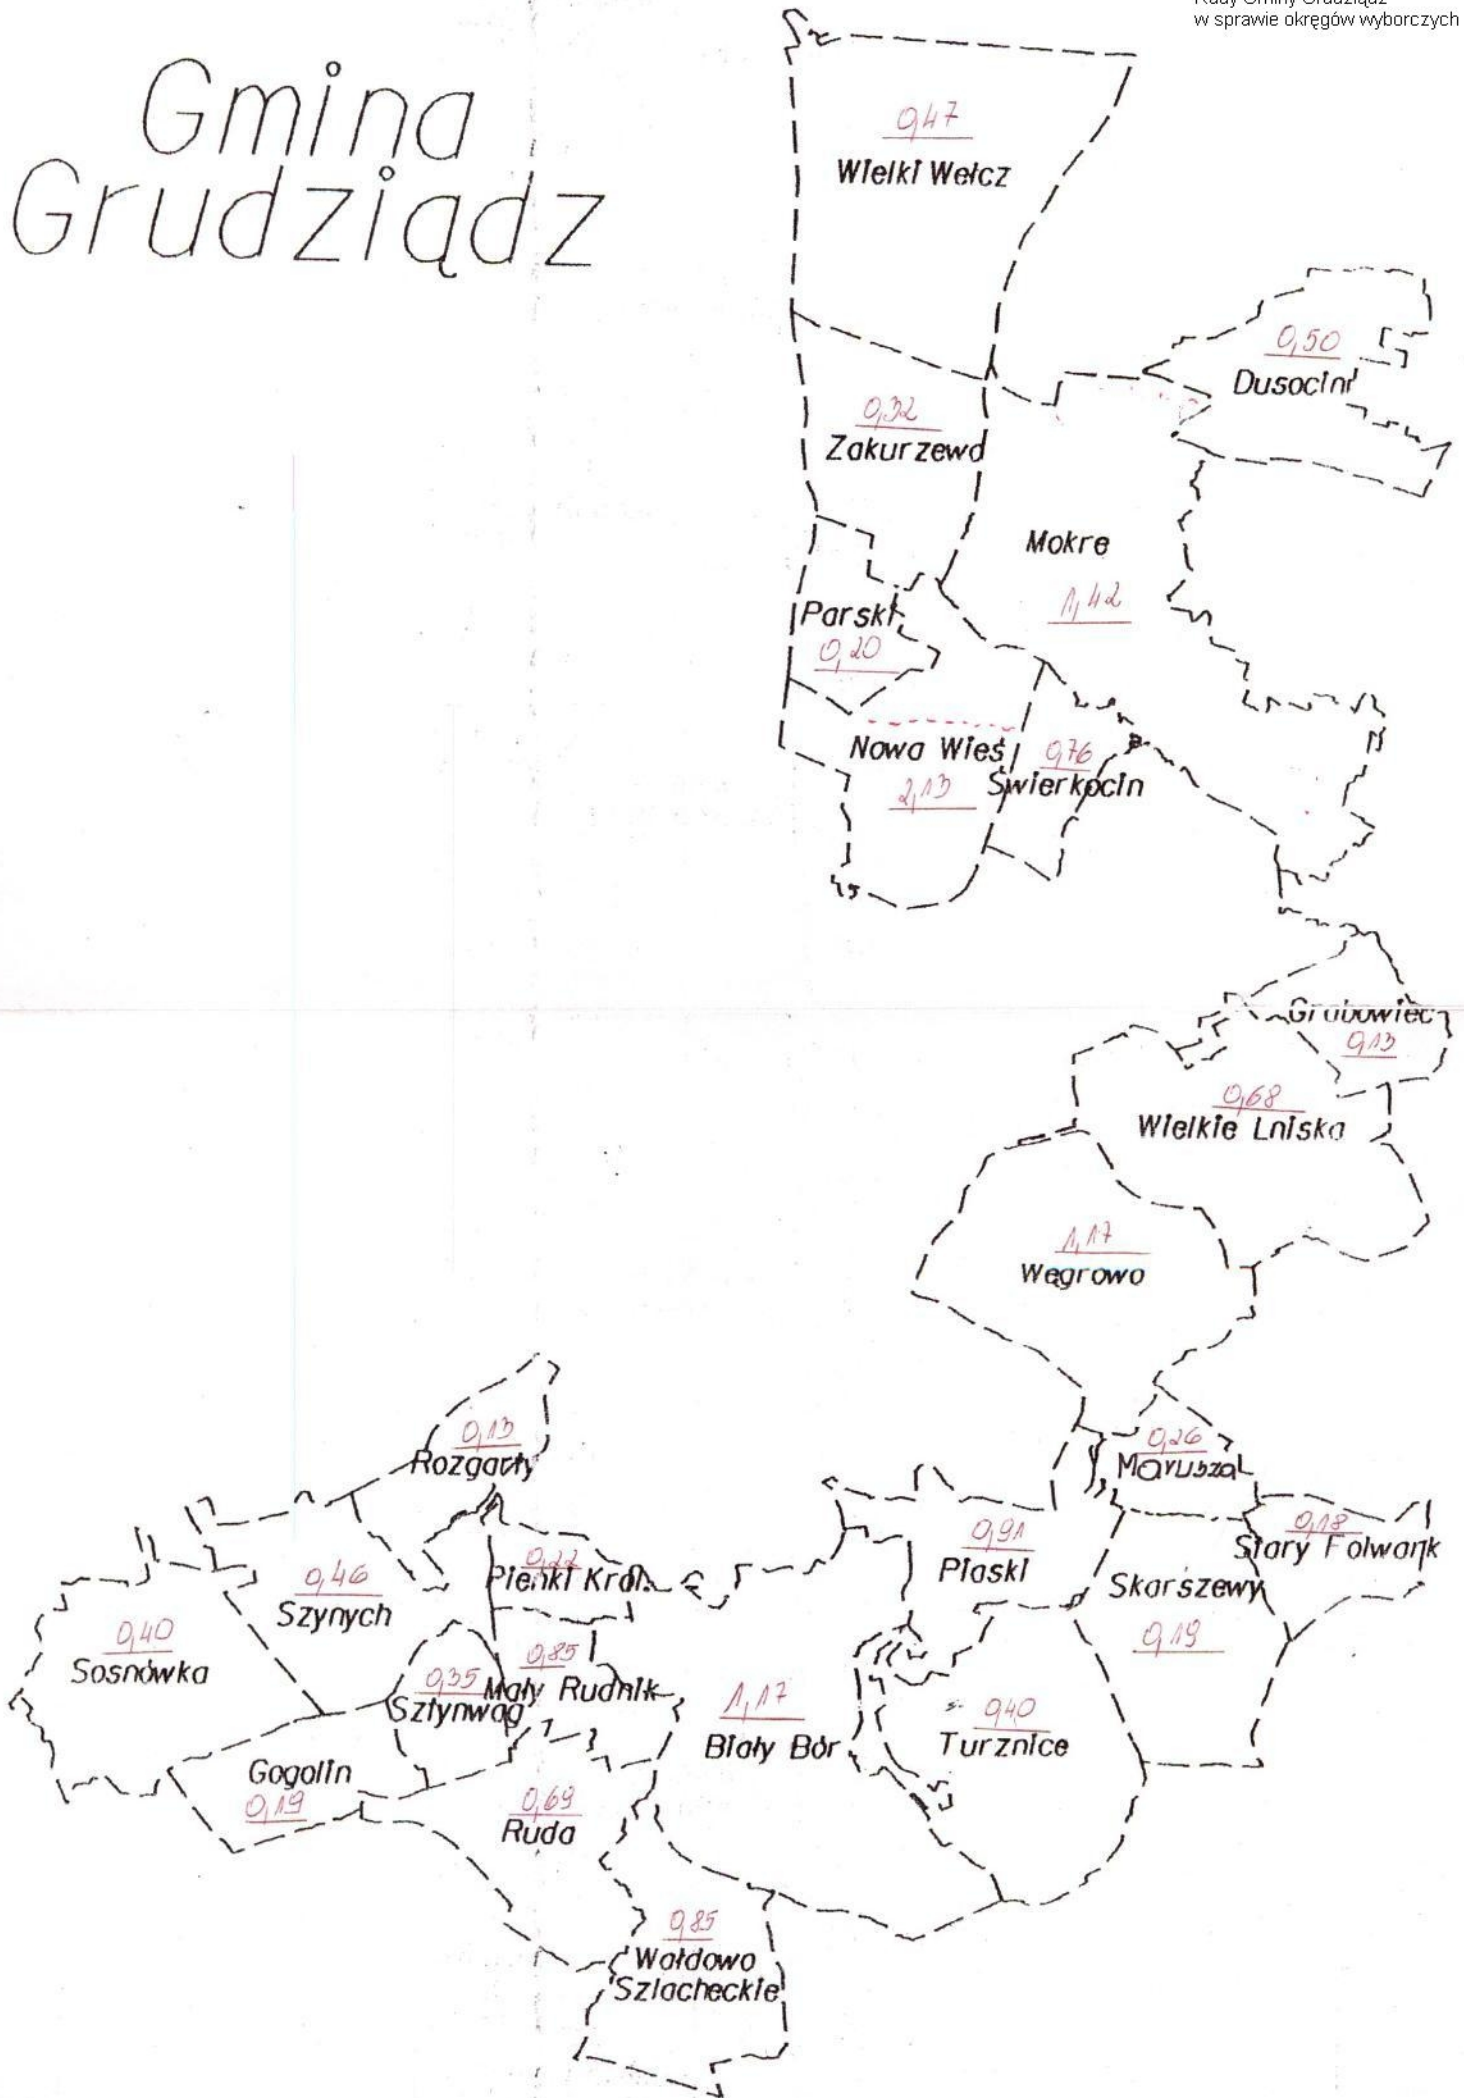 Rady Gminy Grudziądz
w sprawie okręgów wyborczych
Gmina
Grudziądz
0,47
Wielki Wełcz
0,50
Dusocin
0,32
Zakurzewo
Mokre
1,42
Parski
0,20
Nowa Wieś
2,13
0,76
Świerkocin
Grabowiec
0,13
0,68
Wielkie Lniska
1,17
Węgrowo
0,13
Rozgarty
0,26
Marusza
0,18
Stary Folwark
0,91
Piaski
Skarszewy
0,19
0,22
Pieńki Król.
0,46
Szynych
0,40
Sosnówka
0,35
Sztynwag
0,85
Mały Rudnik
1,17
Biały Bór
0,40
Turznice
Gogolin
0,19
0,69
Ruda
0,85
Wałdowo
Szlacheckie